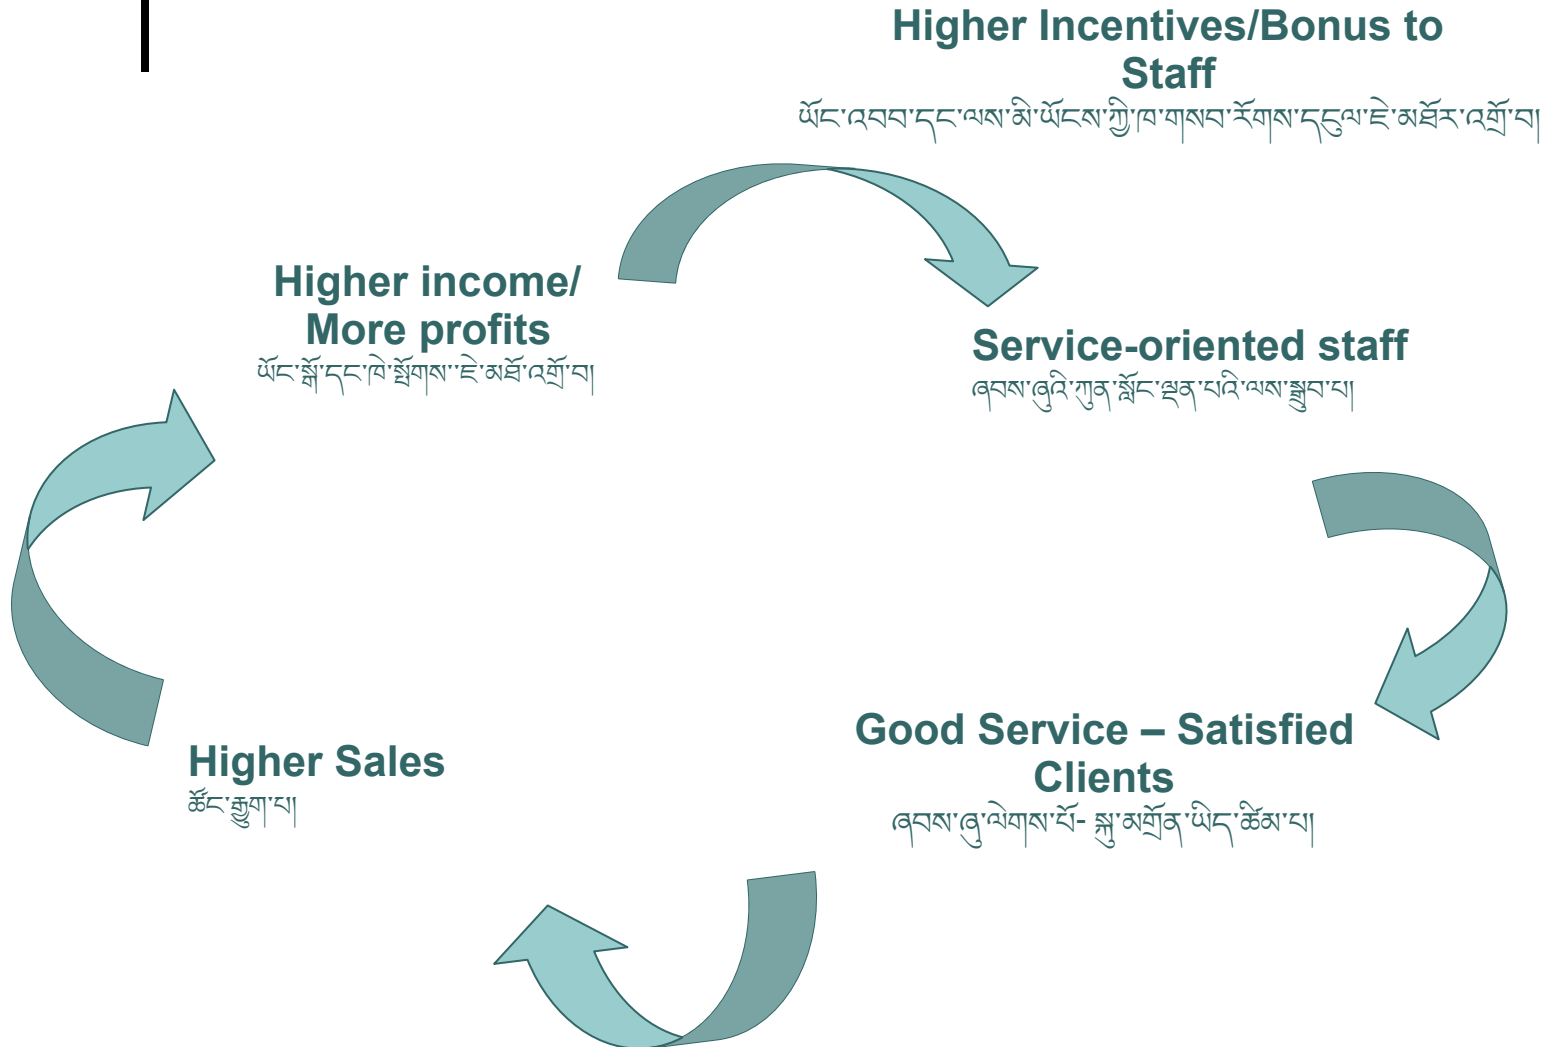 Higher Incentives/Bonus to
Staff
ཡོང་འབབ་དང་ལས་མི་ཡོངས་ཀྱི་ཁ་གསབ་རོགས་དངུལ་ཇེ་མཐོར་འགྲོ་བ།
Higher income/
More profits
ཡོང་སྒོ་དང་ཁེ་སྤོགས་་ཇེ་མཐོ་འགྲོ་བ།
Service-oriented staff
ཞབས་ཞུའི་ཀུན་སློང་ལྡན་པའི་ལས་སྒྲུབ་པ།
Good Service – Satisfied
Clients
ཞབས་ཞུ་ལེགས་པོ- སྐུ་མགྲོན་ཡིད་ཚིམ་པ།
Higher Sales
ཚོང་རྒྱུག་པ།